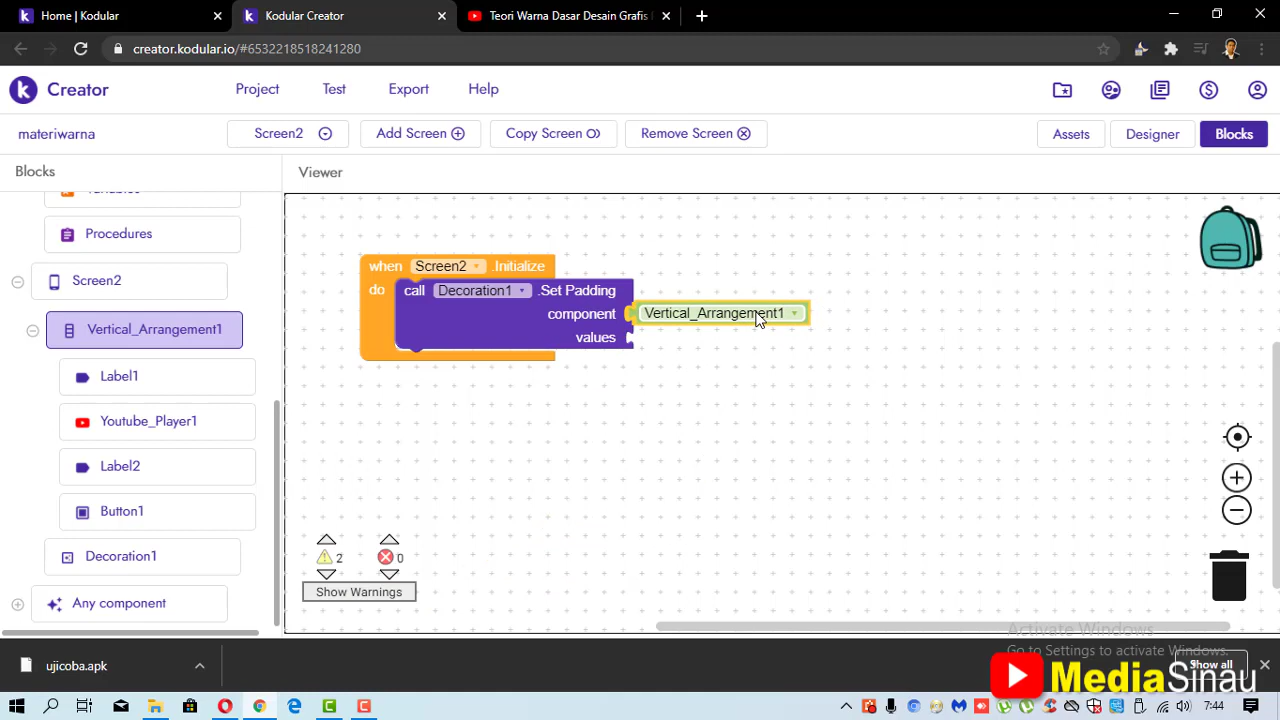 Home | Kodular
Kodular Creator
Teori Warna Dasar Desain Grafis
creator.kodular.io/#6532218518241280
Creator
Project
Test
Export
Help
materiwarna
Screen2
Add Screen
Copy Screen
Remove Screen
Assets
Designer
Blocks
Blocks
Viewer
Variables
Procedures
Screen2
Vertical_Arrangement1
Label1
Youtube_Player1
Label2
Button1
Decoration1
Any component
when Screen2 .Initialize
do call Decoration1 .Set Padding
component Vertical_Arrangement1
values
2
0
Show Warnings
Activate Windows
Go to Settings to activate Windows.
ujicoba.apk
Show all
MediaSinau
7:44